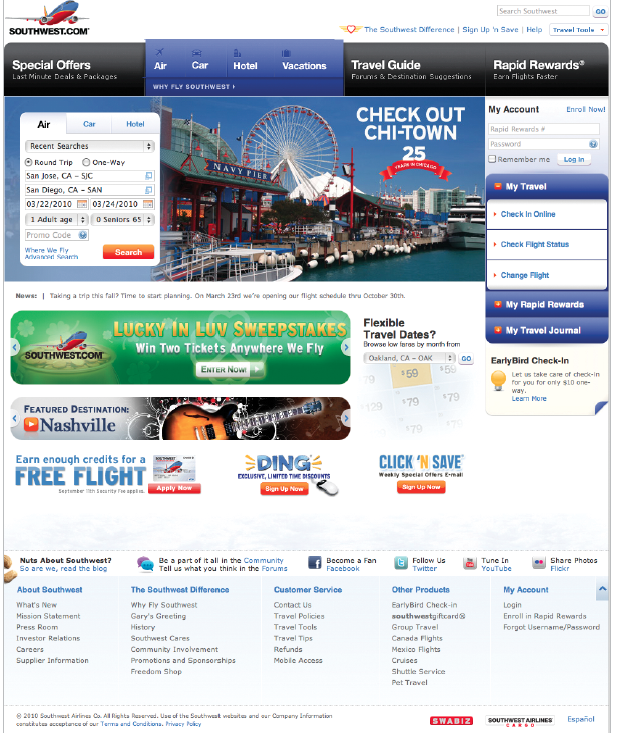 Search Southwest
GO
SOUTHWEST.COM
The Southwest Difference | Sign Up 'n Save | Help
Travel Tools
Special Offers
Last Minute Deals & Packages
Air
Car
Hotel
Vacations
WHY FLY SOUTHWEST
Travel Guide
Forums & Destination Suggestions
Rapid Rewards®
Earn Flights Faster
Air
Car
Hotel
Recent Searches
Round Trip
One-Way
San Jose, CA - SJC
San Diego, CA - SAN
03/22/2010
03/24/2010
1 Adult age
0 Seniors 65
Promo Code
Where We Fly
Advanced Search
Search
NAVY PIER
CHECK OUT
CHI-TOWN
25
YEARS IN CHICAGO
My Account
Enroll Now!
Rapid Rewards #
Password
Remember me
Log In
My Travel
Check In Online
Check Flight Status
Change Flight
My Rapid Rewards
My Travel Journal
EarlyBird Check-In
Let us take care of check-in
for you for only $10 one-
way.
Learn More
News: | Taking a trip this fall? Time to start planning. On March 23rd we're opening our flight schedule thru October 30th.
SOUTHWEST.COM
LUCKY IN LUV SWEEPSTAKES
Win Two Tickets Anywhere We Fly
ENTER NOW!
Flexible
Travel Dates?
Browse low fares by month from
Oakland, CA - OAK
GO
79
$59
$59
129
$79
$79
79
79
FEATURED DESTINATION:
Nashville
Earn enough credits for a
FREE FLIGHT
September 11th Security Fee applies.
Apply Now
DING!
EXCLUSIVE, LIMITED TIME DISCOUNTS
Sign Up Now
CLICK 'N SAVE
Weekly Special Offers E-mail
Sign Up Now
Nuts About Southwest?
So are we, read the blog
Be a part of it all in the Community
Tell us what you think in the Forums
Become a Fan
Facebook
Follow Us
Twitter
Tune In
YouTube
Share Photos
Flickr
About Southwest
What's New
Mission Statement
Press Room
Investor Relations
Careers
Supplier Information
The Southwest Difference
Why Fly Southwest
Gary's Greeting
History
Southwest Cares
Community Involvement
Promotions and Sponsorships
Freedom Shop
Customer Service
Contact Us
Travel Policies
Travel Tools
Travel Tips
Refunds
Mobile Access
Other Products
EarlyBird Check-in
southwestgiftcard®
Group Travel
Canada Flights
Mexico Flights
Cruises
Shuttle Service
Pet Travel
My Account
Login
Enroll in Rapid Rewards
Forgot Username/Password
© 2010 Southwest Airlines Co. All Rights Reserved. Use of the Southwest websites and our Company Information
constitutes acceptance of our Terms and Conditions. Privacy Policy
SWABIZ
SOUTHWEST AIRLINES
CARGO
Español